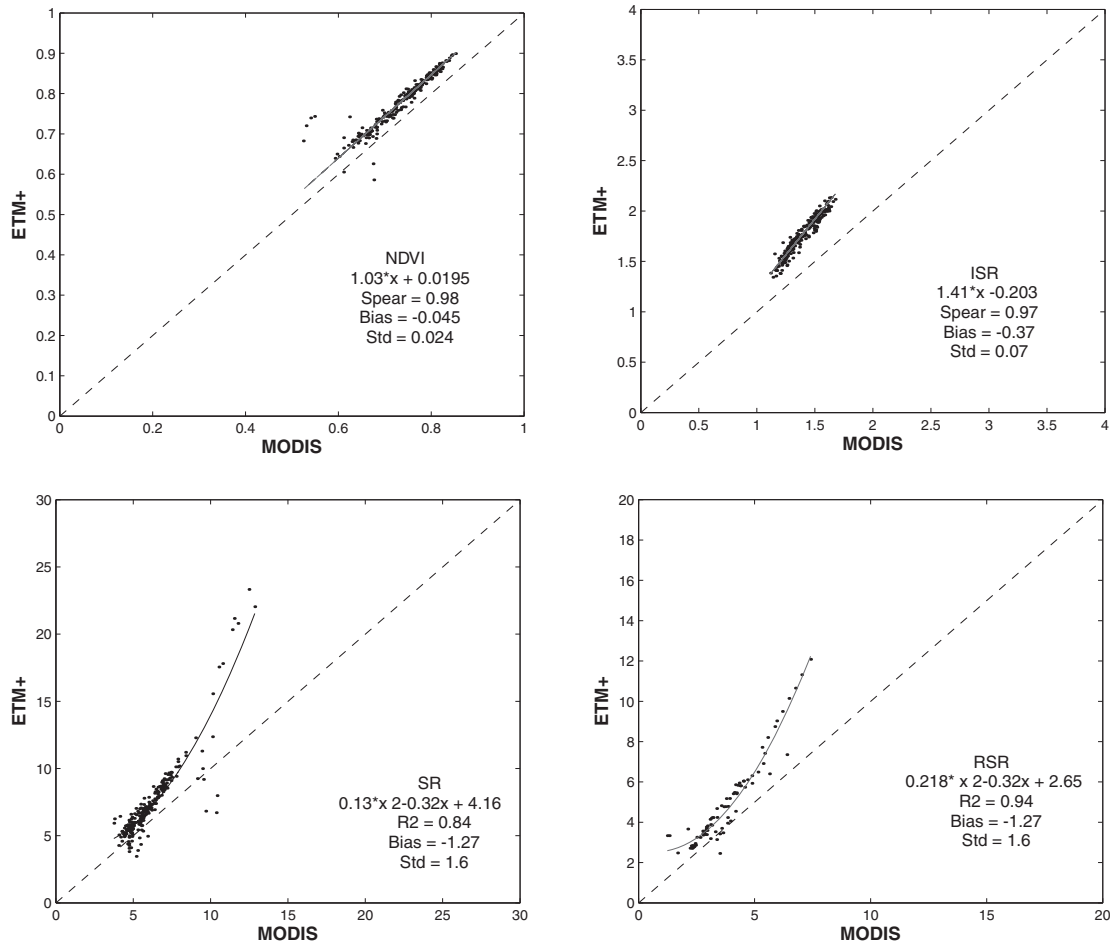 1
0.9
0.8
0.7
0.6
0.5
0.4
0.3
0.2
0.1
0
ETM+
NDVI
1.03*x + 0.0195
Spear = 0.98
Bias = -0.045
Std = 0.024
0 0.2 0.4 0.6 0.8 1
MODIS
4
3.5
3
2.5
2
1.5
1
0.5
0
ETM+
ISR
1.41*x -0.203
Spear = 0.97
Bias = -0.37
Std = 0.07
0 0.5 1 1.5 2 2.5 3 3.5 4
MODIS
30
25
20
15
10
5
0
ETM+
SR
0.13*x 2-0.32x + 4.16
R2 = 0.84
Bias = -1.27
Std = 1.6
0 5 10 15 20 25 30
MODIS
20
18
16
14
12
10
8
6
4
2
0
ETM+
RSR
0.218* x 2-0.32x + 2.65
R2 = 0.94
Bias = -1.27
Std = 1.6
0 5 10 15 20
MODIS